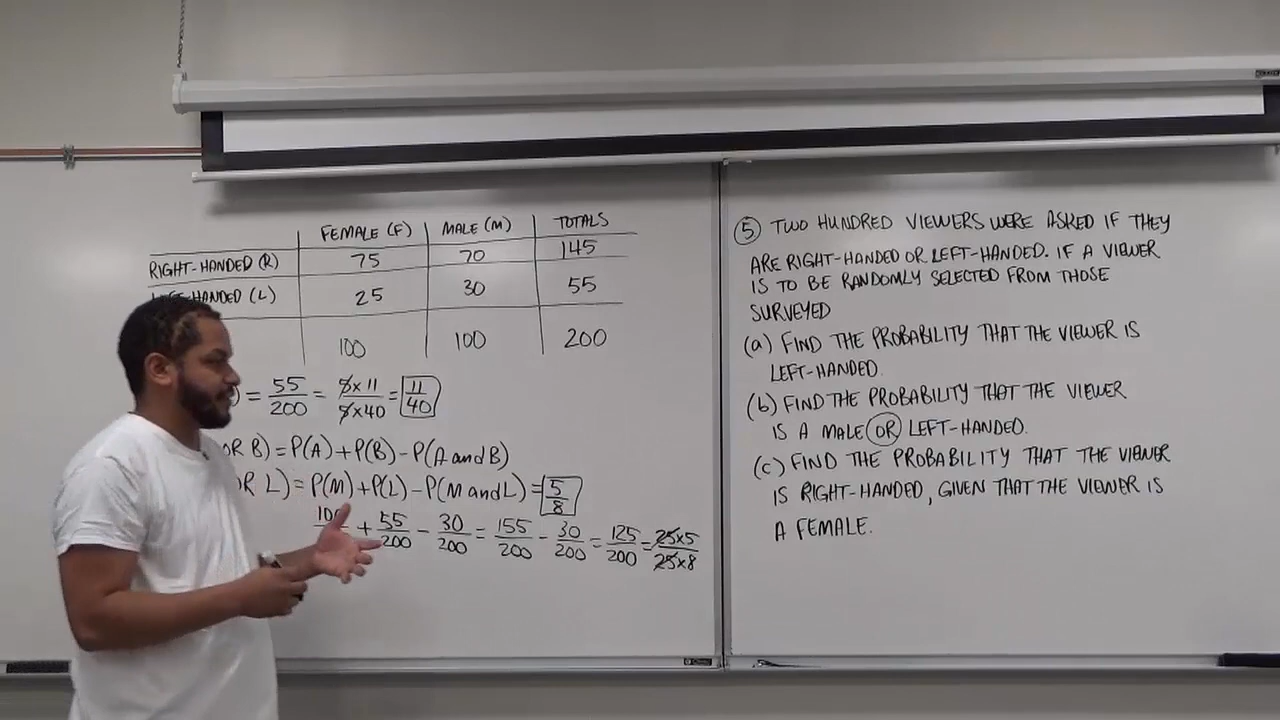 FEMALE (F) MALE (M) TOTALS
RIGHT-HANDED (R) 75 70 145
HANDED (L) 25 30 55
100 100 200
) = 55/200 = 5×11/5×40 = 11/40
OR B) = P(A) + P(B) - P(A and B)
OR L) = P(M) + P(L) - P(M and L) = 5/8
+ 55/200 - 30/200 = 155/200 - 30/200 = 125/200 = 25×5/25×8
5 TWO HUNDRED VIEWERS WERE ASKED IF THEY
ARE RIGHT-HANDED OR LEFT-HANDED. IF A VIEWER
IS TO BE RANDOMLY SELECTED FROM THOSE
SURVEYED
(a) FIND THE PROBABILITY THAT THE VIEWER IS
LEFT-HANDED.
(b) FIND THE PROBABILITY THAT THE VIEWER
IS A MALE OR LEFT-HANDED.
(c) FIND THE PROBABILITY THAT THE VIEWER
IS RIGHT-HANDED, GIVEN THAT THE VIEWER IS
A FEMALE.